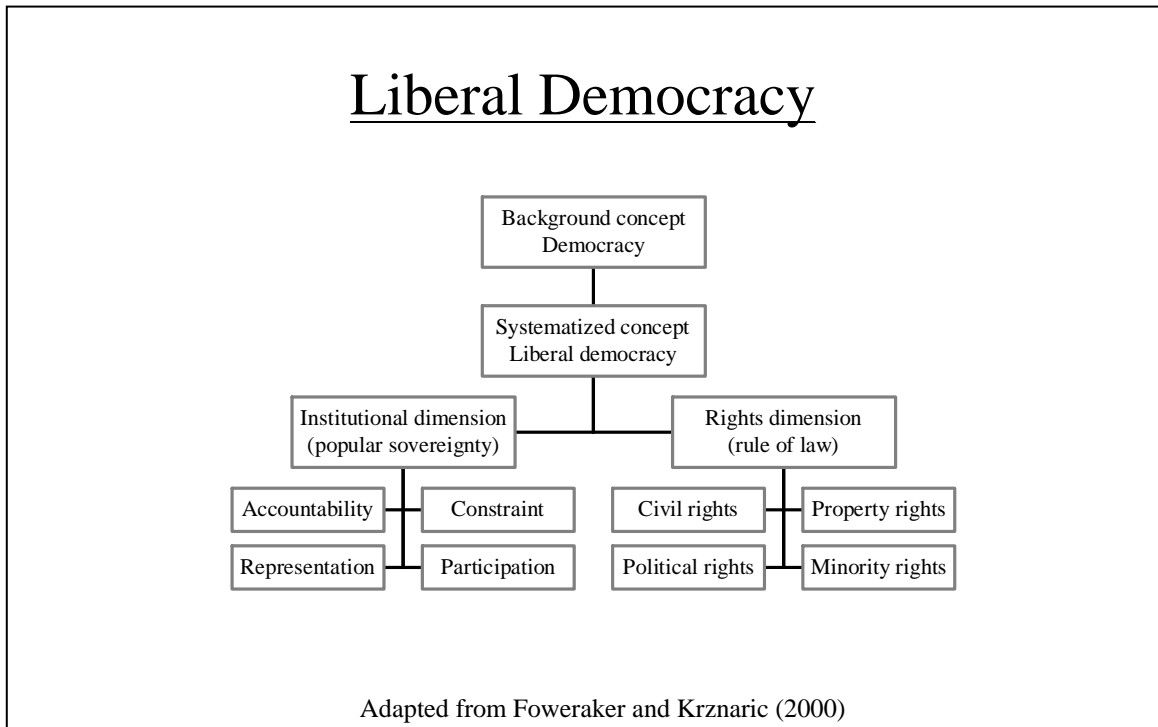 Liberal Democracy
Background concept
Democracy
Systematized concept
Liberal democracy
Institutional dimension
(popular sovereignty)
Rights dimension
(rule of law)
Accountability
Constraint
Representation
Participation
Civil rights
Property rights
Political rights
Minority rights
Adapted from Foweraker and Krznaric (2000)